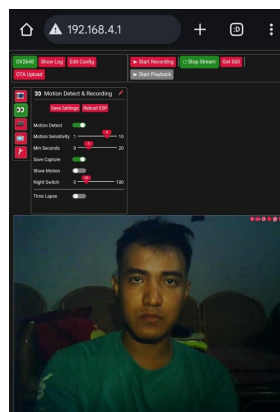 192.168.4.1
:D
OV2640 Show Log Edit Config
Start Recording Stop Stream Get Still
OTA Upload
Start Playback
Motion Detect & Recording
Save Settings Reboot ESP
Motion Detect
Motion Sensitivity 1 10
Min Seconds 0 20
Save Capture
Show Motion
Night Switch 0 100
Time Lapse